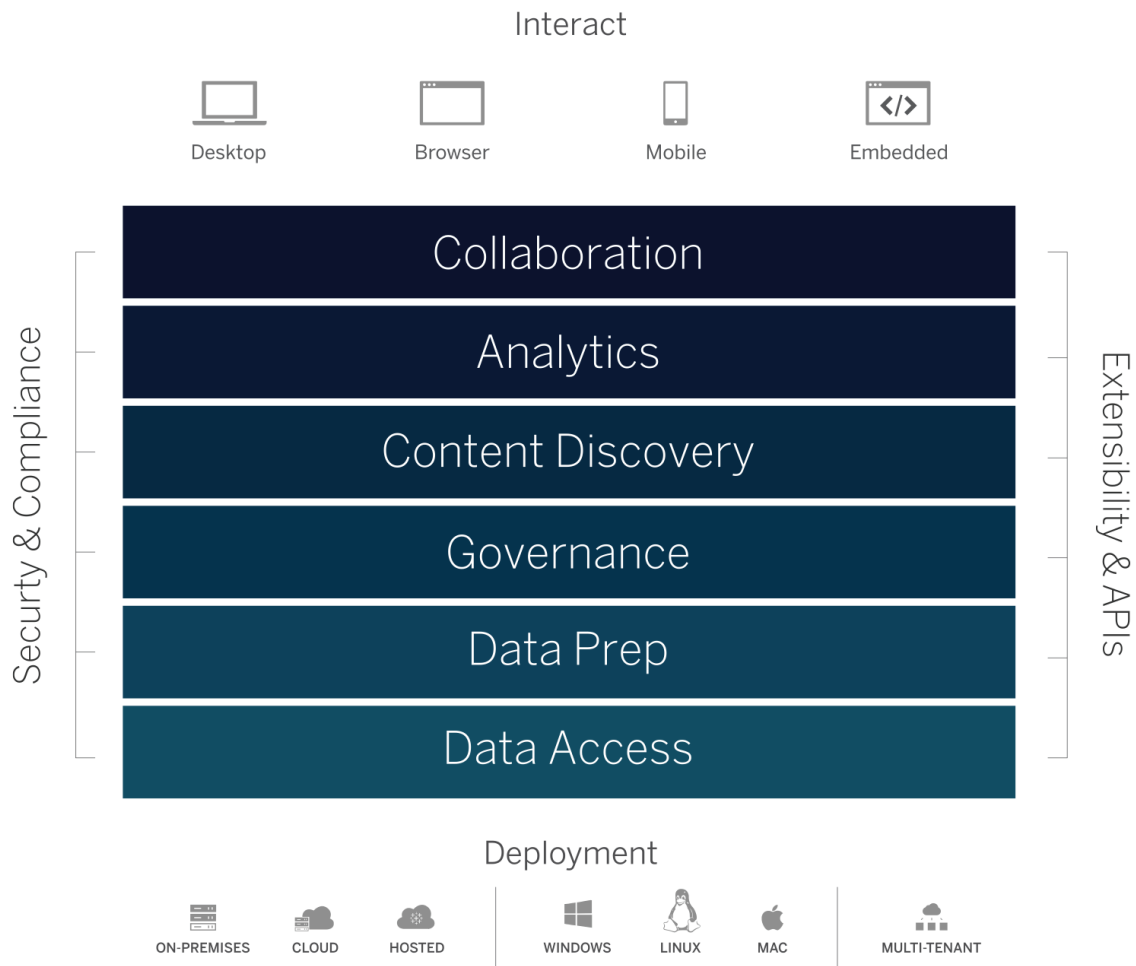 Interact
Desktop
Browser
Mobile
Embedded
</>
Securty & Compliance
Collaboration
Analytics
Content Discovery
Governance
Data Prep
Data Access
Extensibility & APIs
Deployment
ON-PREMISES
CLOUD
HOSTED
WINDOWS
LINUX
MAC
MULTI-TENANT